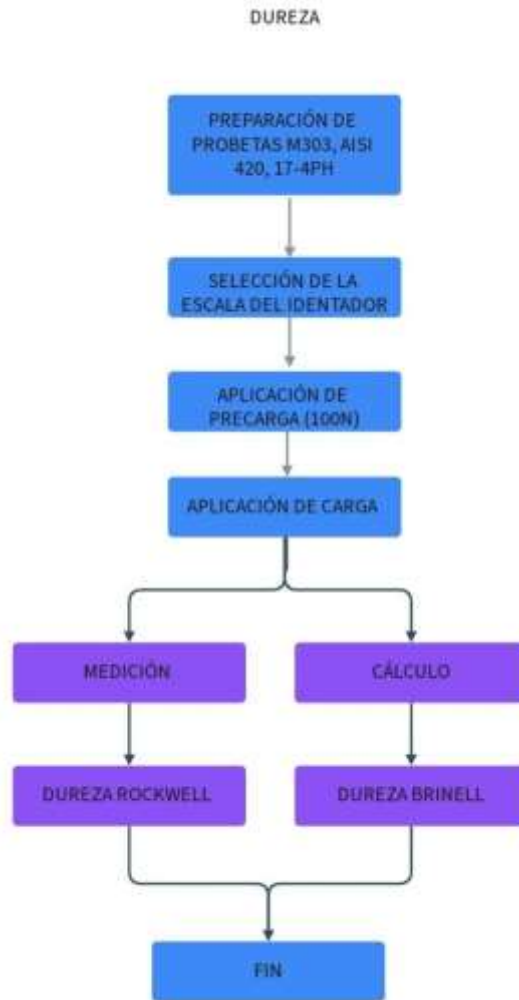 DUREZA
PREPARACIÓN DE
PROBETAS M303, AISI
420, 17-4PH
SELECCIÓN DE LA
ESCALA DEL IDENTADOR
APLICACIÓN DE
PRECARGA (100N)
APLICACIÓN DE CARGA
MEDICIÓN
CÁLCULO
DUREZA ROCKWELL
DUREZA BRINELL
FIN